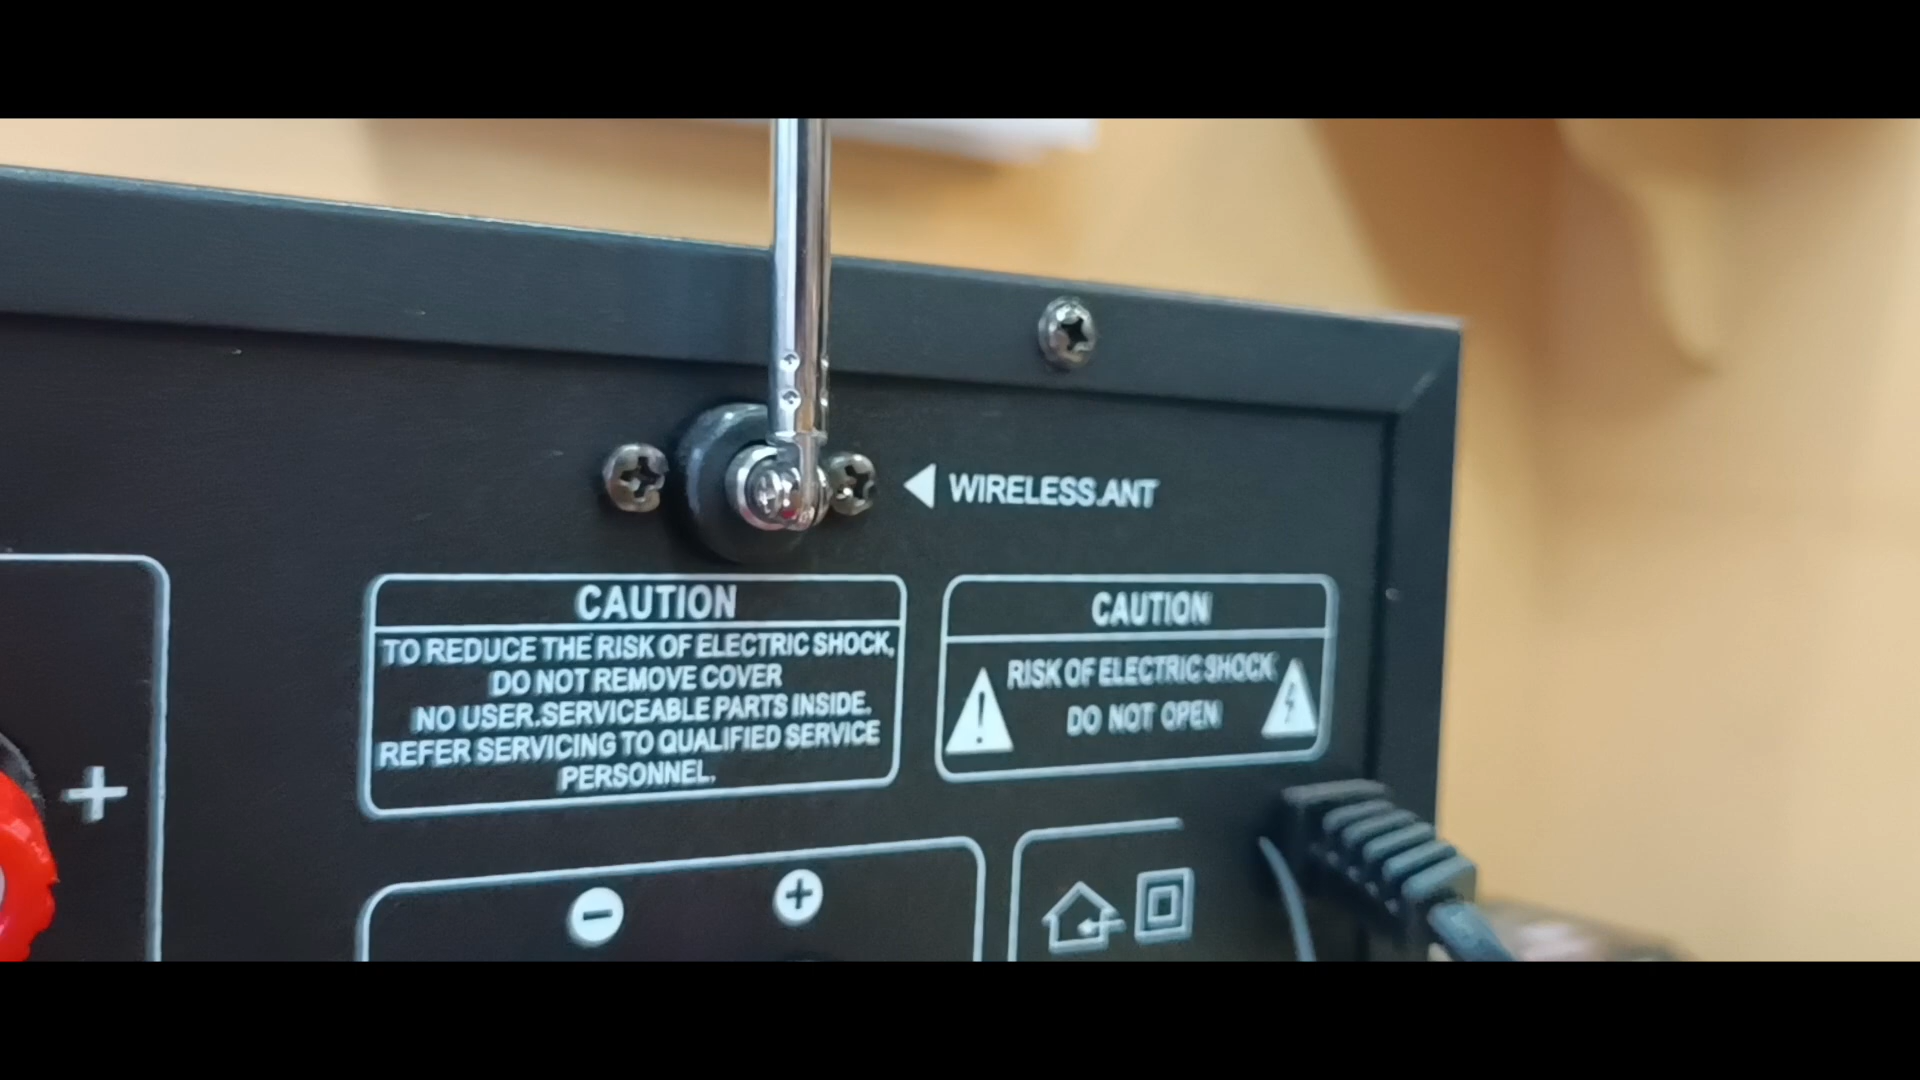 WIRELESS.ANT
CAUTION
TO REDUCE THE RISK OF ELECTRIC SHOCK,
DO NOT REMOVE COVER
NO USER.SERVICEABLE PARTS INSIDE.
REFER SERVICING TO QUALIFIED SERVICE
PERSONNEL.
CAUTION
RISK OF ELECTRIC SHOCK
DO NOT OPEN